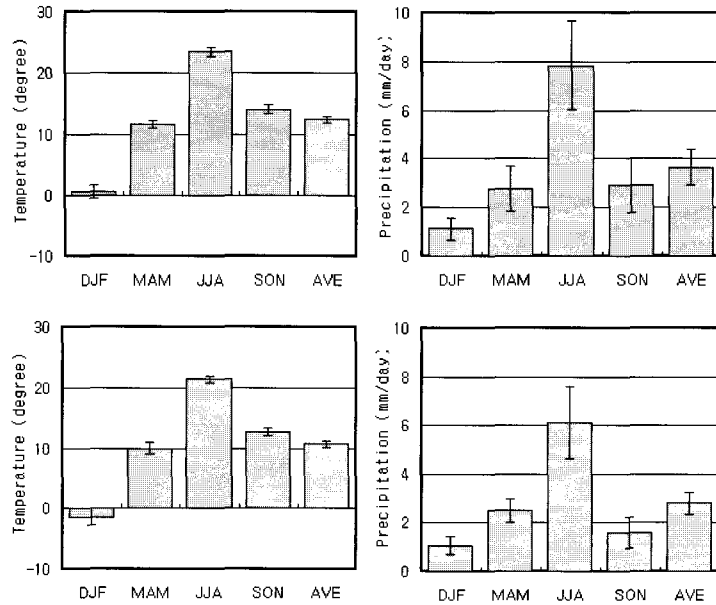 Temperature (degree)
30
20
10
0
-10
DJF MAM JJA SON AVE
Precipitation (mm/day;
10
8
6
4
2
0
DJF MAM JJA SON AVE
Temperature (degree)
30
20
10
0
-10
DJF MAM JJA SON AVE
Precipitation (mm/day;
10
8
6
4
2
0
DJF MAM JJA SON AVE